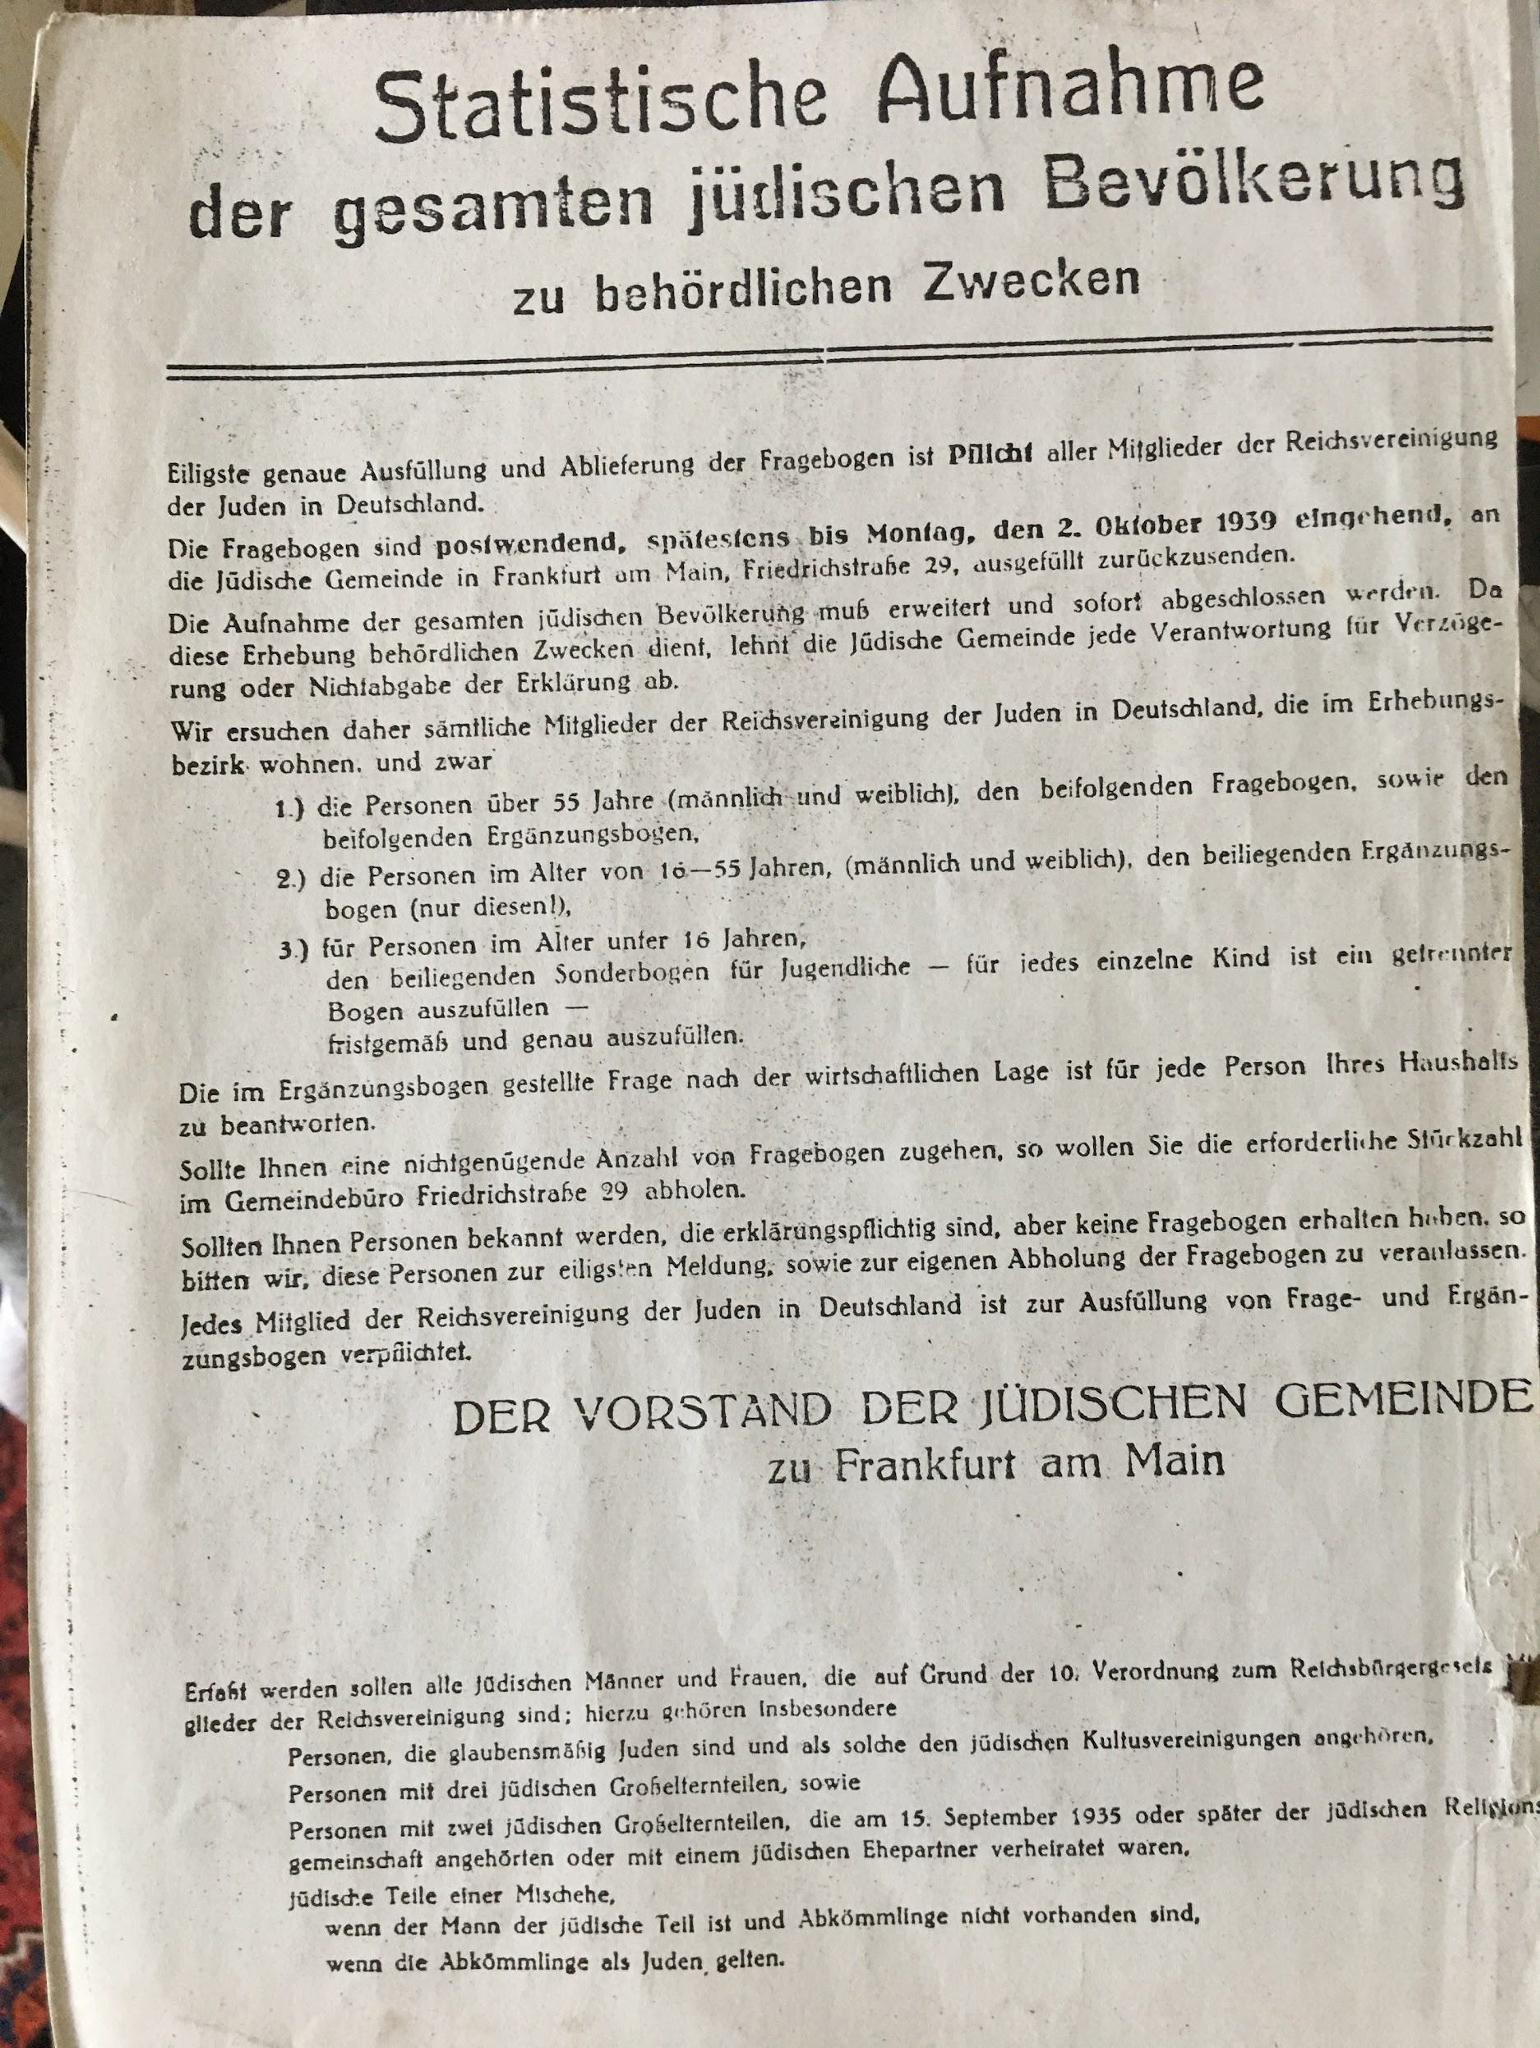 Statistische Aufnahme
der gesamten jüdischen Bevölkerung
zu behördlichen Zwecken
Eiligste genaue Ausfüllung und Ablieferung der Fragebogen ist Pflicht aller Mitglieder der Reichsvereinigung
der Juden in Deutschland.
Die Fragebogen sind postwendend, spätestens bis Montag, den 2. Oktober 1939 eingehend, an
die Jüdische Gemeinde in Frankfurt am Main, Friedrichstraße 29, ausgefüllt zurückzusenden.
Die Aufnahme der gesamten jüdischen Bevölkerung muß erweitert und sofort abgeschlossen werden. Da
diese Erhebung behördlichen Zwecken dient, lehnt die Jüdische Gemeinde jede Verantwortung für Verzöge-
rung oder Nichtabgabe der Erklärung ab.
Wir ersuchen daher sämtliche Mitglieder der Reichsvereinigung der Juden in Deutschland, die im Erhebungs-
bezirk wohnen, und zwar
1.) die Personen über 55 Jahre (männlich und weiblich), den beifolgenden Fragebogen, sowie den
beifolgenden Ergänzungsbogen,
2.) die Personen im Alter von 16—55 Jahren, (männlich und weiblich), den beiliegenden Ergänzungs-
bogen (nur diesen!),
3.) für Personen im Alter unter 16 Jahren,
den beiliegenden Sonderbogen für Jugendliche — für jedes einzelne Kind ist ein getrennter
Bogen auszufüllen —
fristgemäß und genau auszufüllen.
Die im Ergänzungsbogen gestellte Frage nach der wirtschaftlichen Lage ist für jede Person Ihres Haushalts
zu beantworten.
Sollte Ihnen eine nichtgenügende Anzahl von Fragebogen zugehen, so wollen Sie die erforderliche Stückzahl
im Gemeindebüro Friedrichstraße 29 abholen.
Sollten Ihnen Personen bekannt werden, die erklärungspflichtig sind, aber keine Fragebogen erhalten haben, so
bitten wir, diese Personen zur eiligsten Meldung, sowie zur eigenen Abholung der Fragebogen zu veranlassen.
Jedes Mitglied der Reichsvereinigung der Juden in Deutschland ist zur Ausfüllung von Frage- und Ergän-
zungsbogen verpflichtet.
DER VORSTAND DER JÜDISCHEN GEMEINDE
zu Frankfurt am Main
Erfaßt werden sollen alle jüdischen Männer und Frauen, die auf Grund der 10. Verordnung zum Reichsbürgergesetz
glieder der Reichsvereinigung sind; hierzu gehören insbesondere
Personen, die glaubensmäßig Juden sind und als solche den jüdischen Kultusvereinigungen angehören,
Personen mit drei jüdischen Großelternteilen, sowie
Personen mit zwei jüdischen Großelternteilen, die am 15. September 1935 oder später der jüdischen Religions
gemeinschaft angehörten oder mit einem jüdischen Ehepartner verheiratet waren,
jüdische Teile einer Mischehe,
wenn der Mann der jüdische Teil ist und Abkömmlinge nicht vorhanden sind,
wenn die Abkömmlinge als Juden gelten.